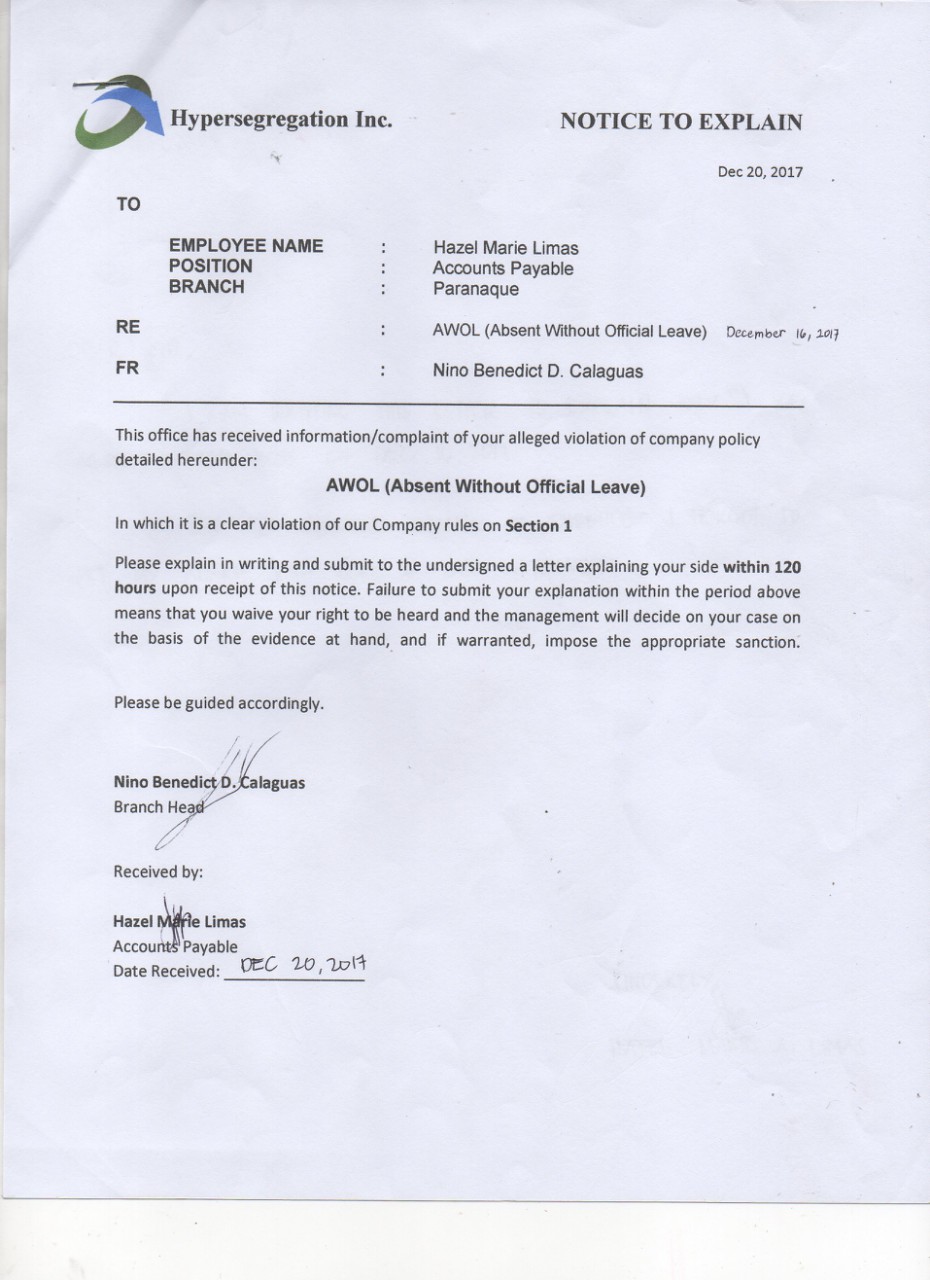 Hypersegregation Inc. NOTICE TO EXPLAIN
Dec 20, 2017
TO
EMPLOYEE NAME : Hazel Marie Limas
POSITION : Accounts Payable
BRANCH : Paranaque
RE : AWOL (Absent Without Official Leave) December 16, 2017
FR : Nino Benedict D. Calaguas
This office has received information/complaint of your alleged violation of company policy
detailed hereunder:
AWOL (Absent Without Official Leave)
In which it is a clear violation of our Company rules on Section 1
Please explain in writing and submit to the undersigned a letter explaining your side within 120
hours upon receipt of this notice. Failure to submit your explanation within the period above
means that you waive your right to be heard and the management will decide on your case on
the basis of the evidence at hand, and if warranted, impose the appropriate sanction.
Please be guided accordingly.
Nino Benedict D. Calaguas
Branch Head
Received by:
Hazel Marie Limas
Accounts Payable
Date Received: DEC 20, 2017